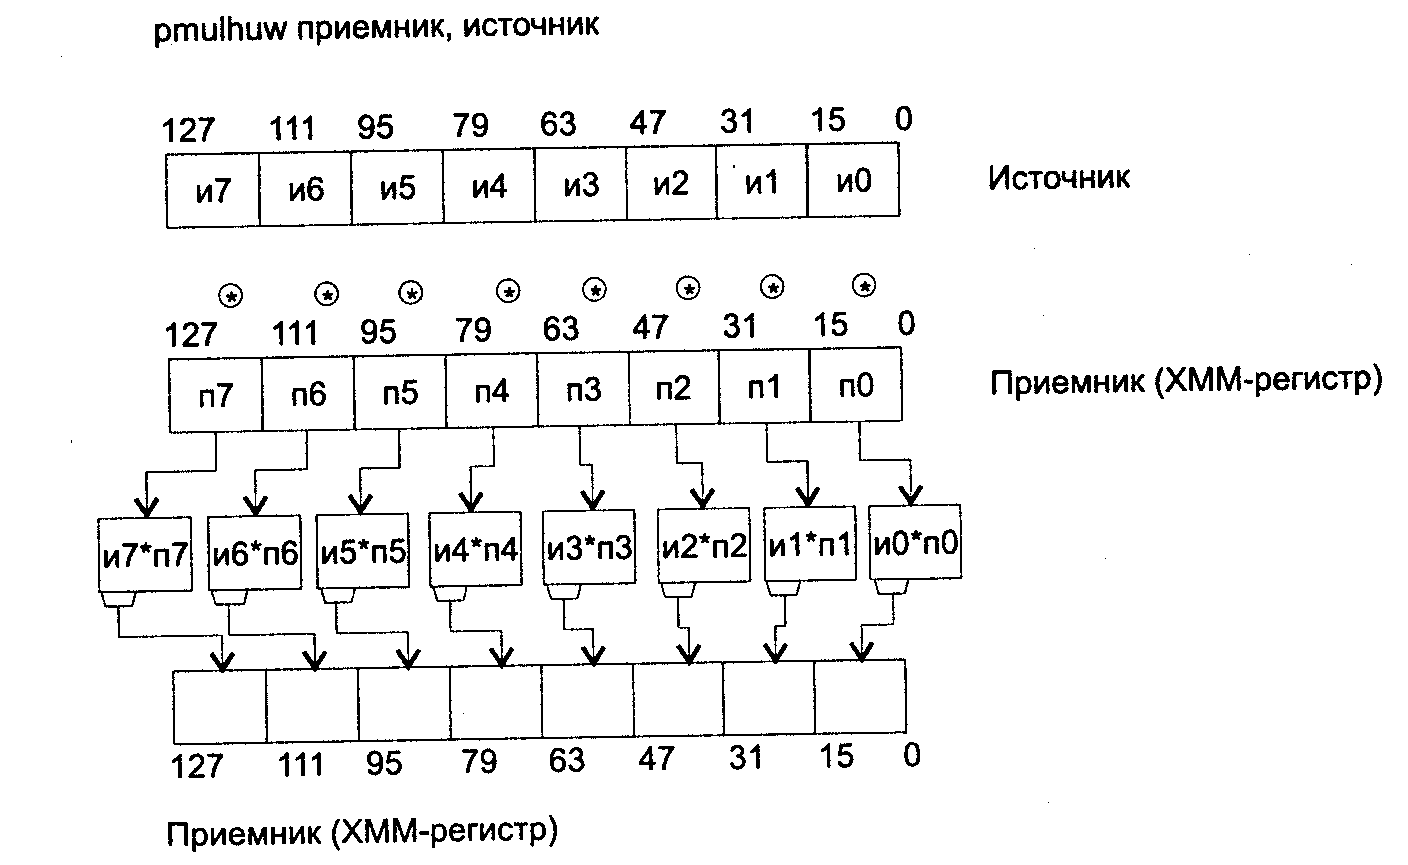 pmulhuw приемник, источник
127 111 95 79 63 47 31 15 0
и7 и6 и5 и4 и3 и2 и1 и0
Источник
* * * * * * * *
127 111 95 79 63 47 31 15 0
п7 п6 п5 п4 п3 п2 п1 п0
Приемник (ХММ-регистр)
и7*п7 и6*п6 и5*п5 и4*п4 и3*п3 и2*п2 и1*п1 и0*п0
127 111 95 79 63 47 31 15 0
Приемник (ХММ-регистр)